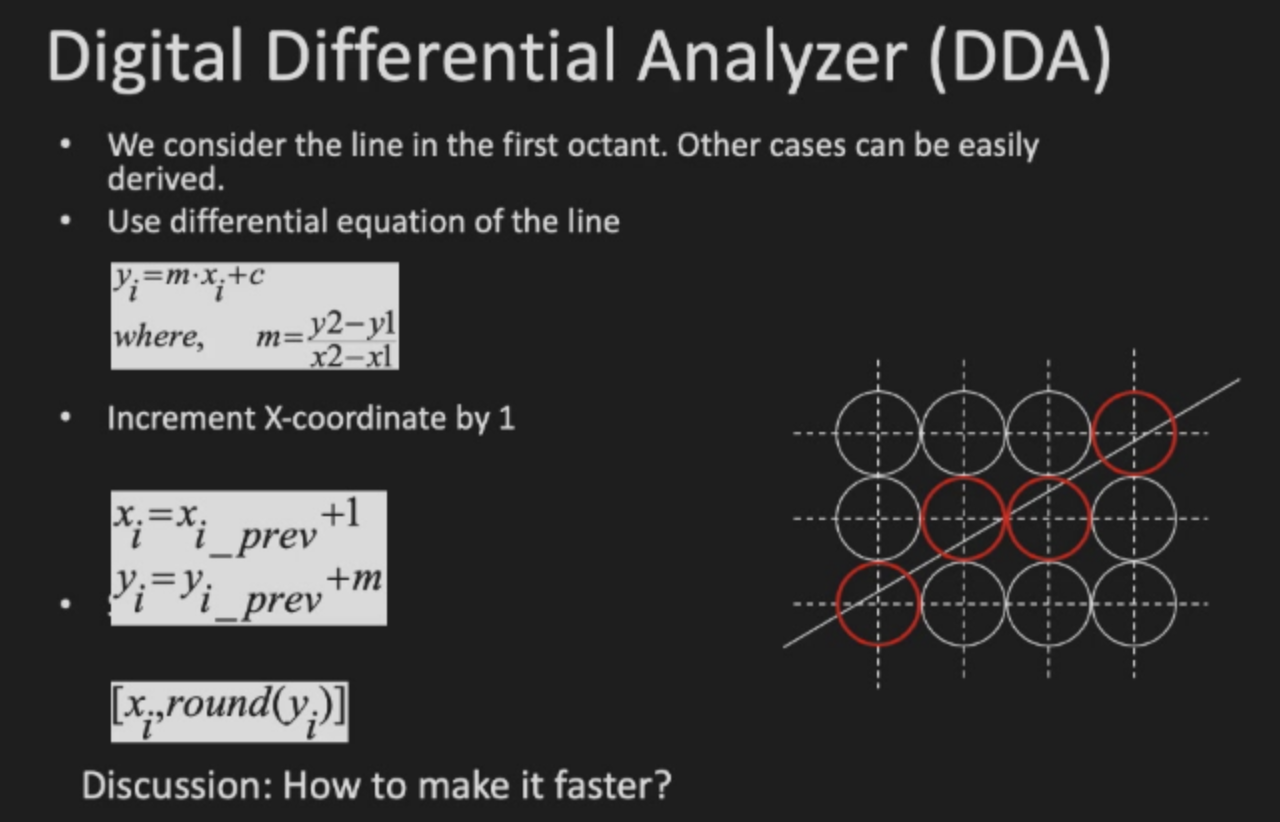 Digital Differential Analyzer (DDA)
• We consider the line in the first octant. Other cases can be easily
derived.
• Use differential equation of the line
y_i=m·x_i+c
where, m=\frac{y2-y1}{x2-x1}
• Increment X-coordinate by 1
x_i=x_{i\_prev}+1
• y_i=y_{i\_prev}+m
[x_i,round(y_i)]
Discussion: How to make it faster?